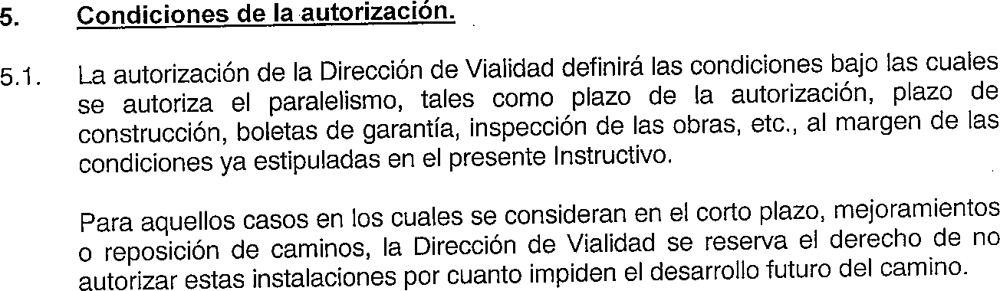 5. Condiciones de la autorización.
5.1. La autorización de la Dirección de Vialidad definirá las condiciones bajo las cuales
se autoriza el paralelismo, tales como plazo de la autorización, plazo de
construcción, boletas de garantía, inspección de las obras, etc., al margen de las
condiciones ya estipuladas en el presente Instructivo.
Para aquellos casos en los cuales se consideran en el corto plazo, mejoramientos
o reposición de caminos, la Dirección de Vialidad se reserva el derecho de no
autorizar estas instalaciones por cuanto impiden el desarrollo futuro del camino.